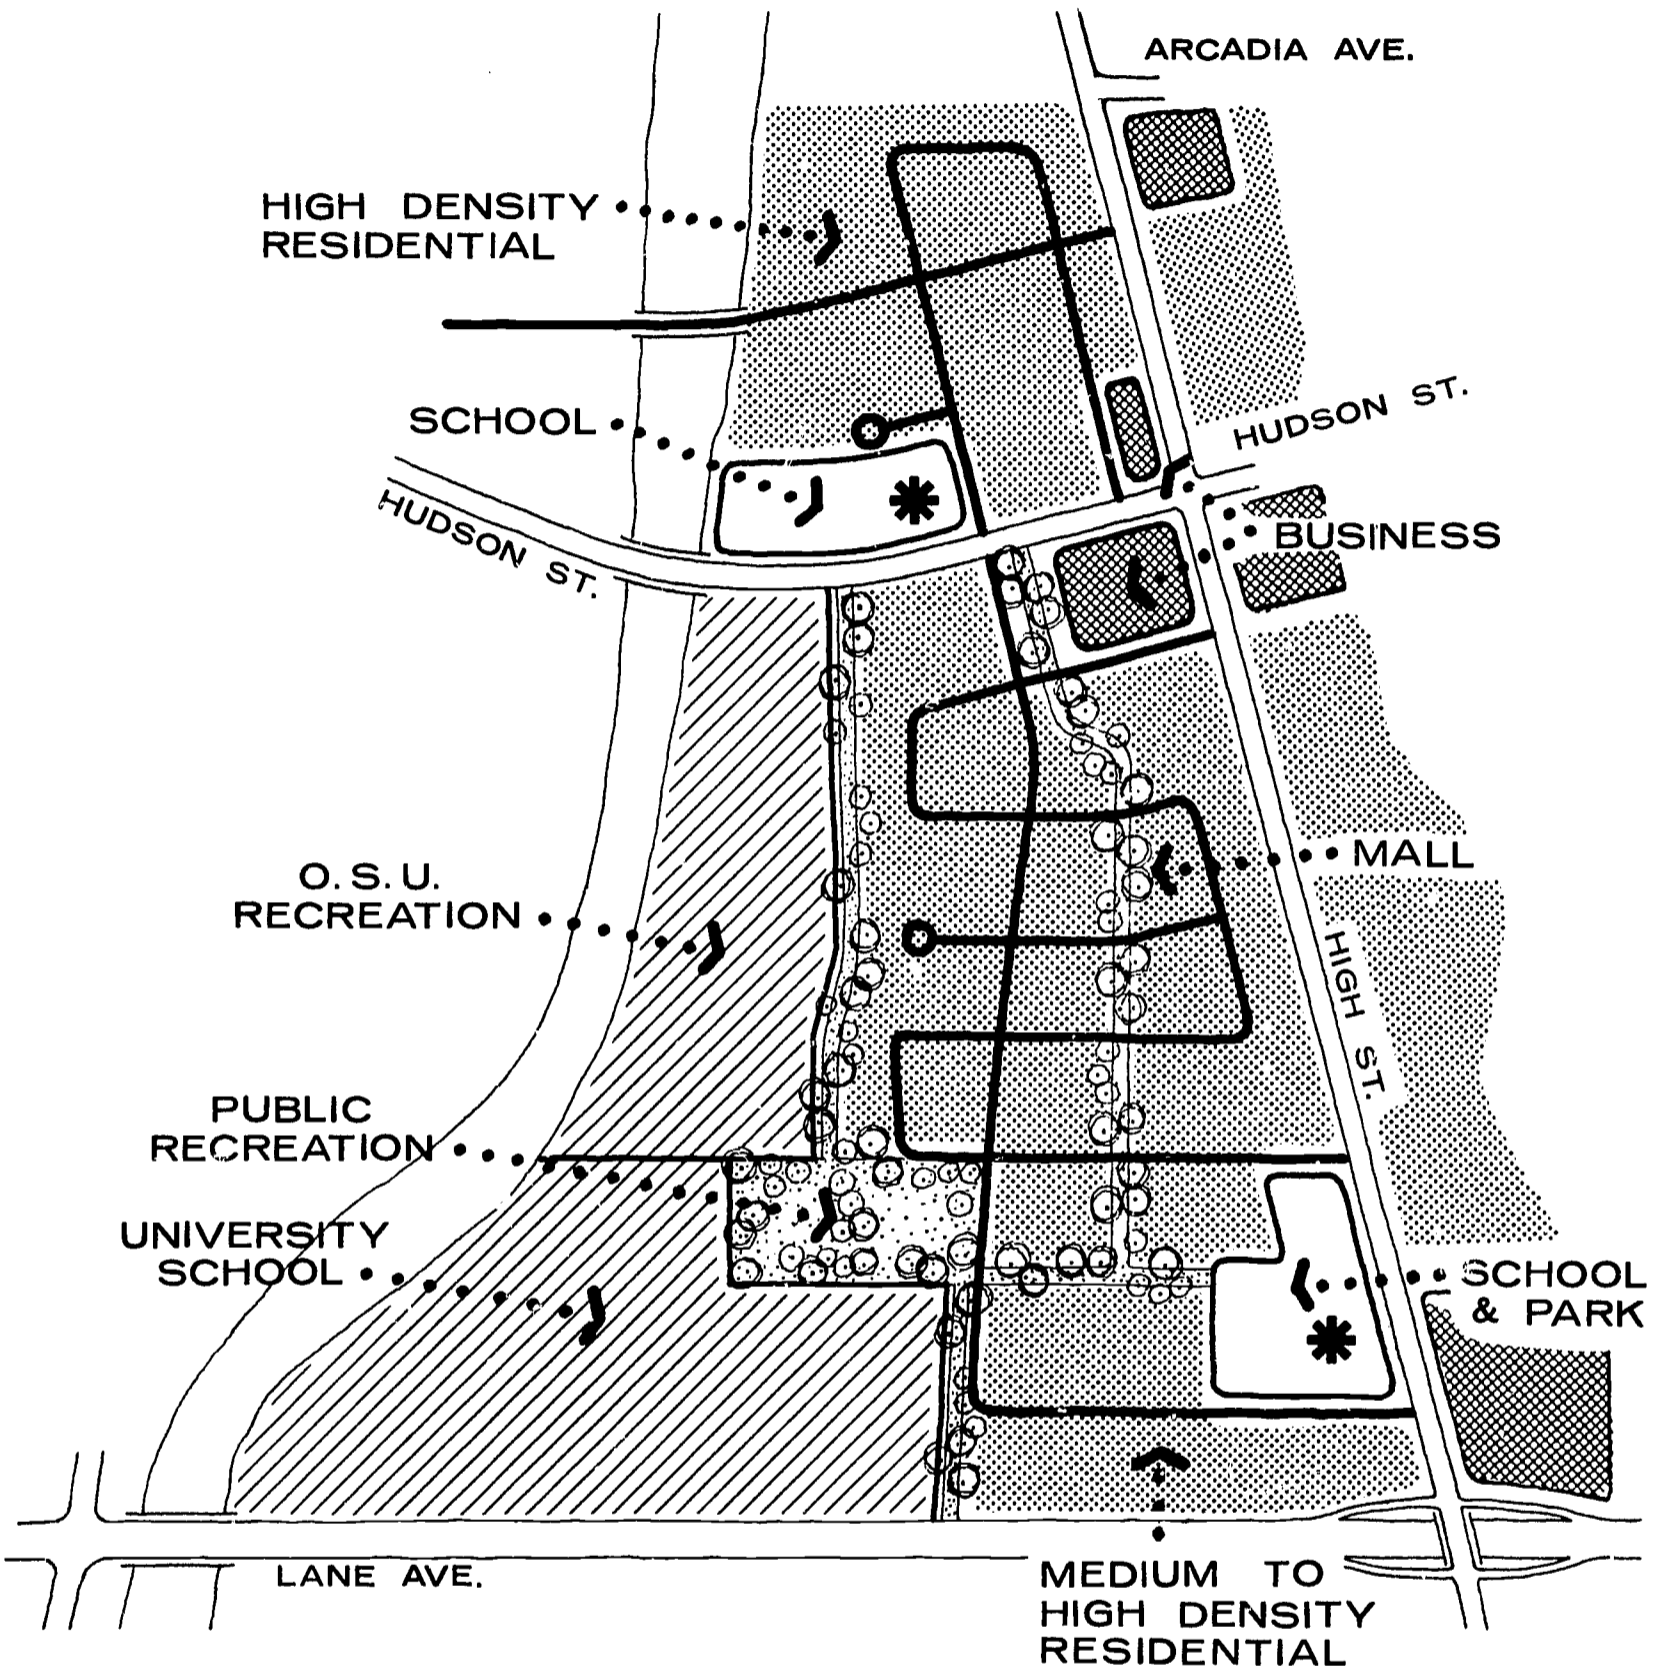 ARCADIA AVE.
HIGH DENSITY
RESIDENTIAL
SCHOOL
HUDSON ST.
HUDSON ST.
BUSINESS
MALL
O.S.U.
RECREATION
HIGH ST.
PUBLIC
RECREATION
UNIVERSITY
SCHOOL
SCHOOL
& PARK
LANE AVE.
MEDIUM TO
HIGH DENSITY
RESIDENTIAL